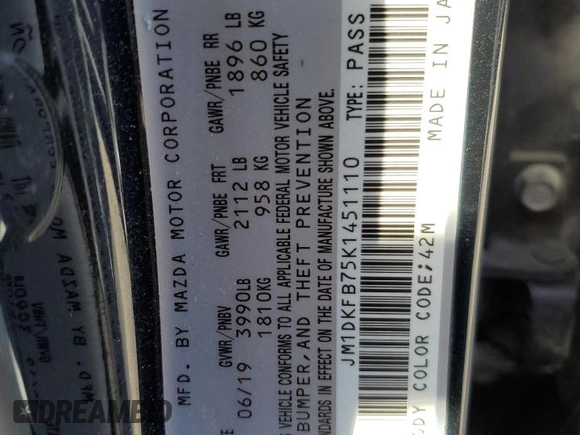 MFD. BY MAZDA MOTOR CORPORATION
GVWR/PNBV GAWR/PNBE FRT GAWR/PNBE RR
06/19 3990LB 2112 LB 1896 LB
1810KG 958 KG 860 KG
VEHICLE CONFORMS TO ALL APPLICABLE FEDERAL MOTOR VEHICLE SAFETY
BUMPER, AND THEFT PREVENTION
STANDARDS IN EFFECT ON THE DATE OF MANUFACTURE SHOWN ABOVE.
JM1DKFB75K1451110 TYPE: PASS
COLOR CODE;42M MADE IN JA
DREAMBID